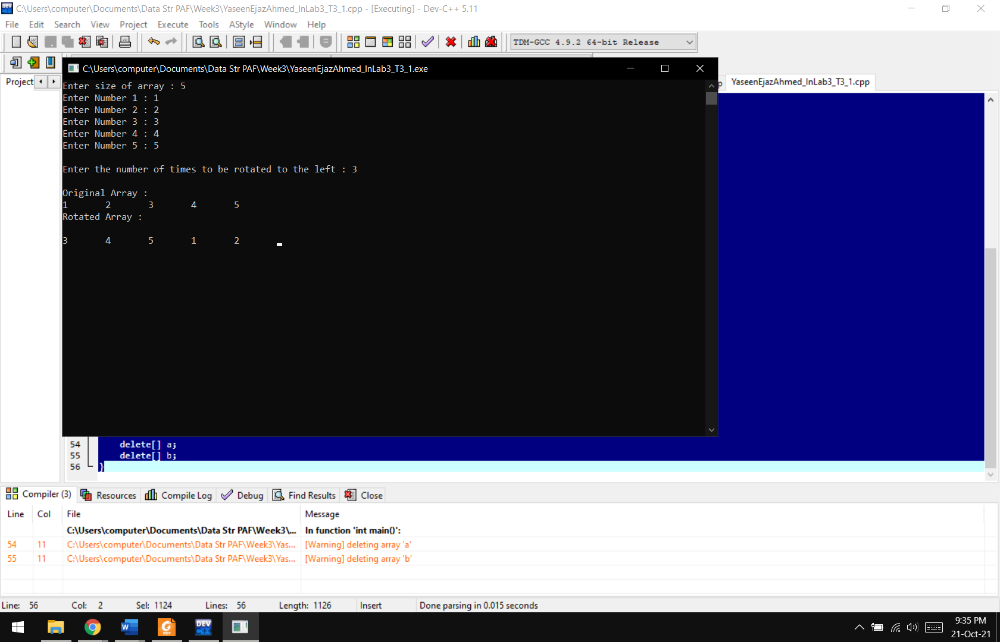 C:\Users\computer\Documents\Data Str PAF\Week3\YaseenEjazAhmed_InLab3_T3_1.cpp - [Executing] - Dev-C++ 5.11
File Edit Search View Project Execute Tools AStyle Window Help
TDM-GCC 4.9.2 64-bit Release
Project
C:\Users\computer\Documents\Data Str PAF\Week3\YaseenEjazAhmed_InLab3_T3_1.exe
YaseenEjazAhmed_InLab3_T3_1.cpp
Enter size of array : 5
Enter Number 1 : 1
Enter Number 2 : 2
Enter Number 3 : 3
Enter Number 4 : 4
Enter Number 5 : 5
Enter the number of times to be rotated to the left : 3
Original Array :
1 2 3 4 5
Rotated Array :
3 4 5 1 2
54 delete[] a;
55 delete[] b;
56 }
Compiler (3) Resources Compile Log Debug Find Results Close
Line Col File Message
C:\Users\computer\Documents\Data Str PAF\Week3\... In function 'int main()':
54 11 C:\Users\computer\Documents\Data Str PAF\Week3\Yas... [Warning] deleting array 'a'
55 11 C:\Users\computer\Documents\Data Str PAF\Week3\Yas... [Warning] deleting array 'b'
Line: 56 Col: 2 Sel: 1124 Lines: 56 Length: 1126 Insert Done parsing in 0.015 seconds
9:35 PM
21-Oct-21